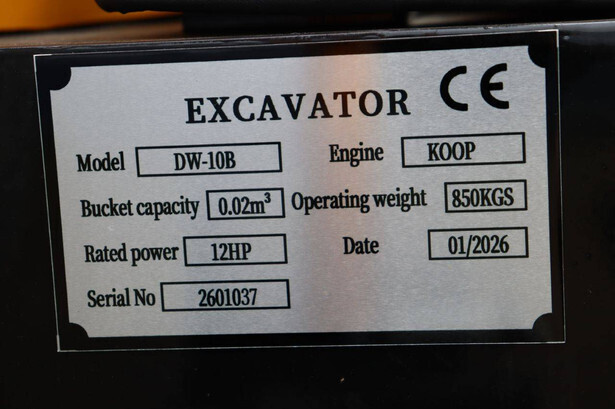 EXCAVATOR CE
Model DW-10B Engine KOOP
Bucket capacity 0.02m³ Operating weight 850KGS
Rated power 12HP Date 01/2026
Serial No 2601037